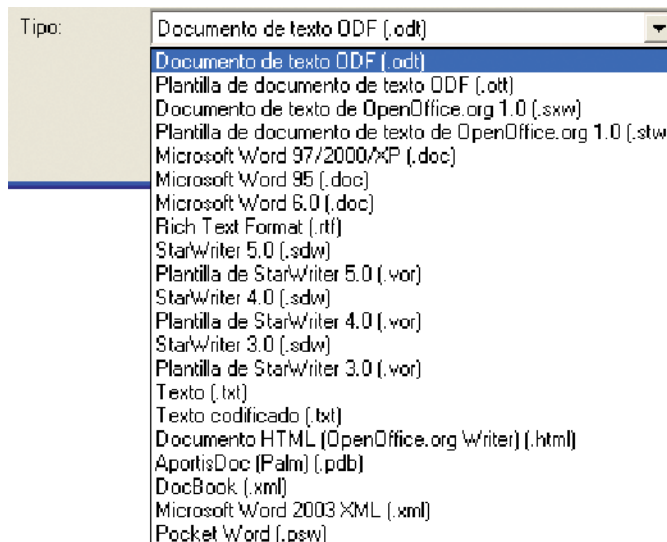 Tipo:
Documento de texto ODF (.odt)
Documento de texto ODF (.odt)
Plantilla de documento de texto ODF (.ott)
Documento de texto de OpenOffice.org 1.0 (.sxw)
Plantilla de documento de texto de OpenOffice.org 1.0 (.stw
Microsoft Word 97/2000/XP (.doc)
Microsoft Word 95 (.doc)
Microsoft Word 6.0 (.doc)
Rich Text Format (.rtf)
StarWriter 5.0 (.sdw)
Plantilla de StarWriter 5.0 (.vor)
StarWriter 4.0 (.sdw)
Plantilla de StarWriter 4.0 (.vor)
StarWriter 3.0 (.sdw)
Plantilla de StarWriter 3.0 (.vor)
Texto (.txt)
Texto codificado (.txt)
Documento HTML (OpenOffice.org Writer) (.html)
AportisDoc (Palm) (.pdb)
DocBook (.xml)
Microsoft Word 2003 XML (.xml)
Pocket Word (.psw)